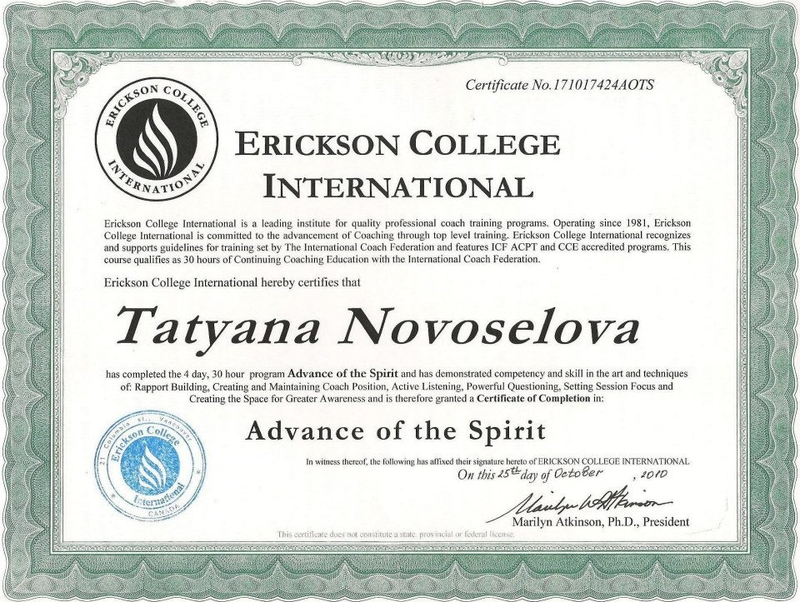 Certificate No.171017424AOTS
ERICKSON COLLEGE
INTERNATIONAL
ERICKSON COLLEGE
INTERNATIONAL
Erickson College International is a leading institute for quality professional coach training programs. Operating since 1981, Erickson
College International is committed to the advancement of Coaching through top level training. Erickson College International recognizes
and supports guidelines for training set by The International Coach Federation and features ICF ACPT and CCE accredited programs. This
course qualifies as 30 hours of Continuing Coaching Education with the International Coach Federation.
Erickson College International hereby certifies that
Tatyana Novoselova
has completed the 4 day, 30 hour program Advance of the Spirit and has demonstrated competency and skill in the art and techniques
of: Rapport Building, Creating and Maintaining Coach Position, Active Listening, Powerful Questioning, Setting Session Focus and
Creating the Space for Greater Awareness and is therefore granted a Certificate of Completion in:
Advance of the Spirit
21 Columbia st., Vancouver
Erickson College
International
CANADA
In witness thereof, the following has affixed their signature hereto of ERICKSON COLLEGE INTERNATIONAL
On this 25th day of October , 2010
Marilyn Atkinson
Marilyn Atkinson, Ph.D., President
This certificate does not constitute a state, provincial or federal license.